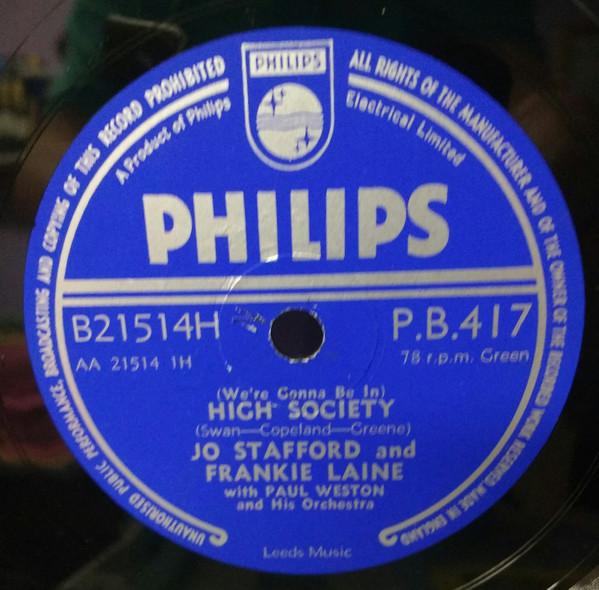 ALL RIGHTS OF THE MANUFACTURER AND OF THE OWNER OF THE RECORDED WORK RESERVED. MADE IN ENGLAND
UNAUTHORISED PUBLIC PERFORMANCE, BROADCASTING AND COPYING OF THIS RECORD PROHIBITED
PHILIPS
A Product of Philips Electrical Limited
PHILIPS
B21514H P.B.417
AA 21514 1H 78 r.p.m. Green
(We're Gonna Be In)
HIGH SOCIETY
(Swan—Copeland—Greene)
JO STAFFORD and
FRANKIE LAINE
with PAUL WESTON
and His Orchestra
Leeds Music